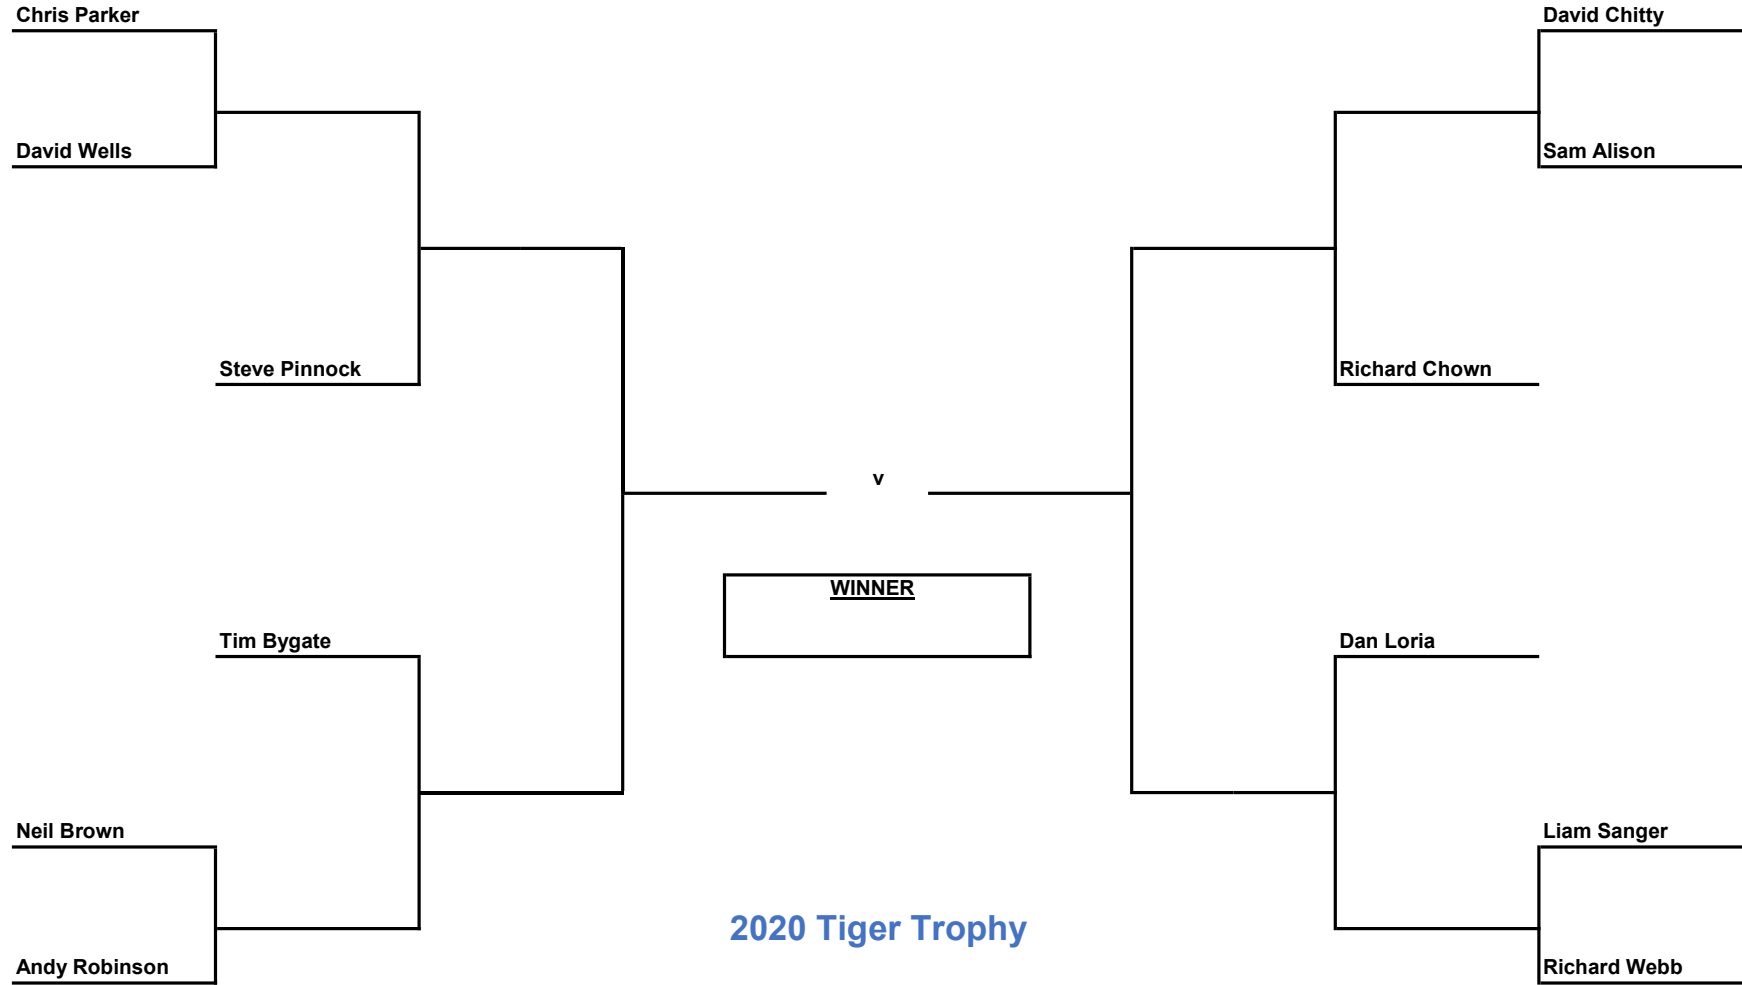 Chris Parker
David Chitty
David Wells
Sam Alison
Steve Pinnock
Richard Chown
v
WINNER
Tim Bygate
Dan Loria
Neil Brown
Liam Sanger
2020 Tiger Trophy
Andy Robinson
Richard Webb